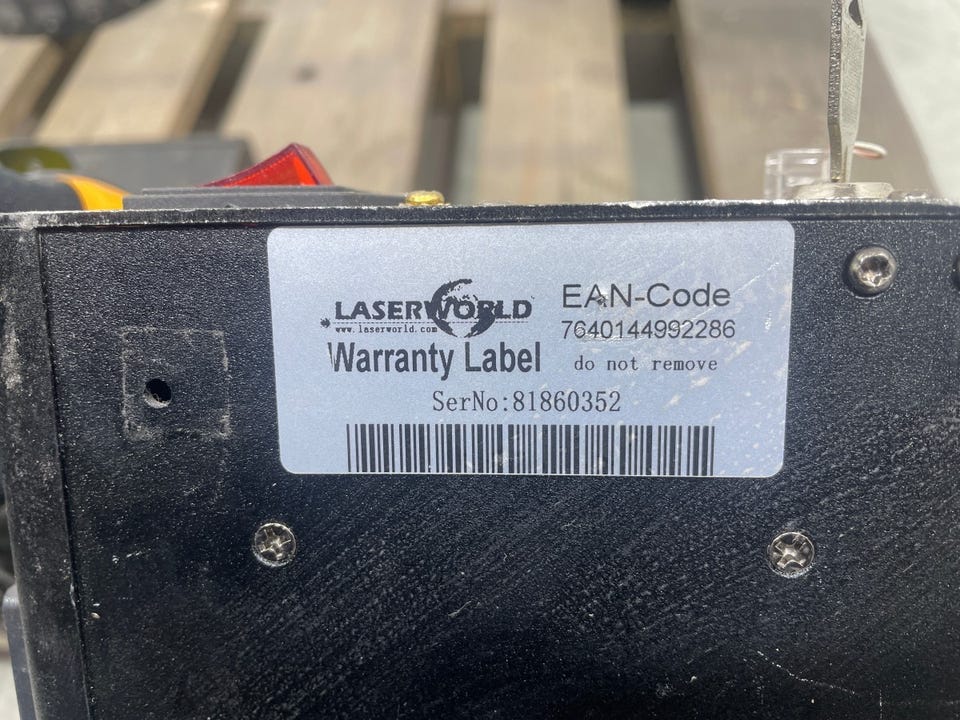 LASERWORLD
www.laserworld.com
Warranty Label
EAN-Code
7640144992286
do not remove
SerNo:81860352